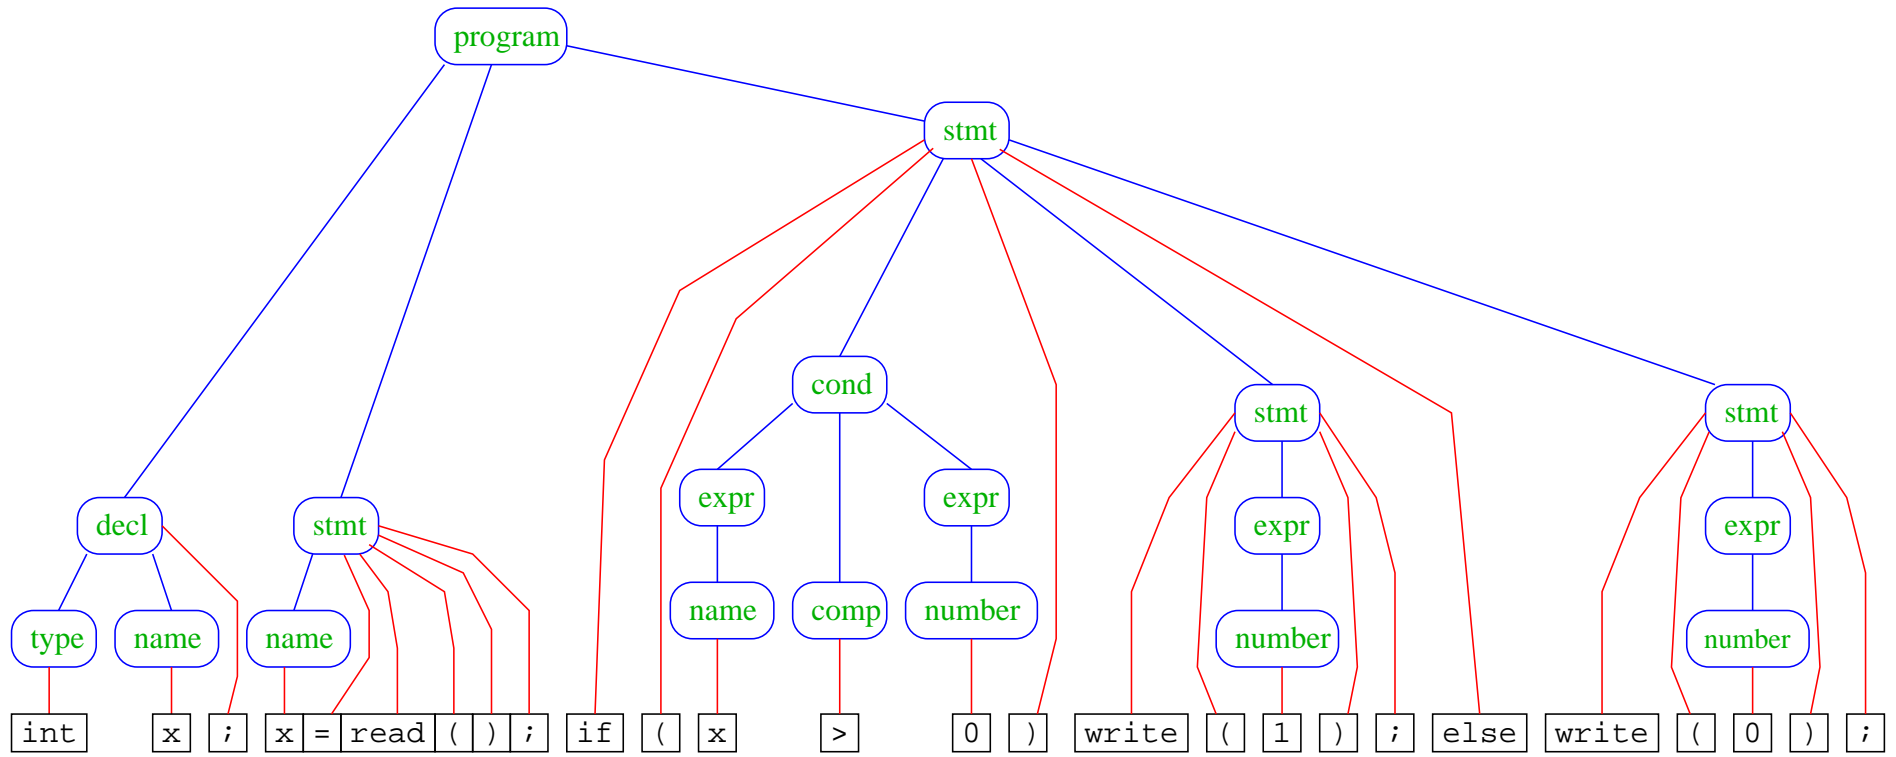 program
stmt
cond
stmt stmt
expr expr
decl stmt expr expr
name comp number
type name name number number
int x ; x = read ( ) ; if ( x > 0 ) write ( 1 ) ; else write ( 0 ) ;